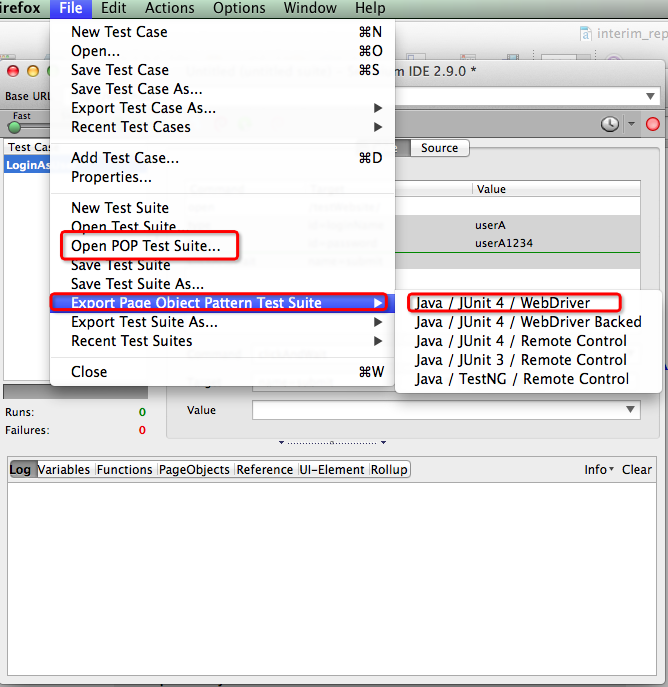 irefox File Edit Actions Options Window Help
New Test Case ⌘N
Open... ⌘O
Save Test Case ⌘S
Save Test Case As...
Export Test Case As...
Recent Test Cases
Add Test Case... ⌘D
Properties...
New Test Suite
Open Test Suite
Open POP Test Suite...
Save Test Suite
Save Test Suite As...
Export Page Object Pattern Test Suite
Export Test Suite As...
Recent Test Suites
Close ⌘W
Java / JUnit 4 / WebDriver
Java / JUnit 4 / WebDriver Backed
Java / JUnit 4 / Remote Control
Java / JUnit 3 / Remote Control
Java / TestNG / Remote Control
interim_rep
m IDE 2.9.0 *
Base URL
Fast
Test Cas
LoginAs
Source
Value
userA
userA1234
Runs: 0
Failures: 0
Value
Log Variables Functions PageObjects Reference UI-Element Rollup Info Clear